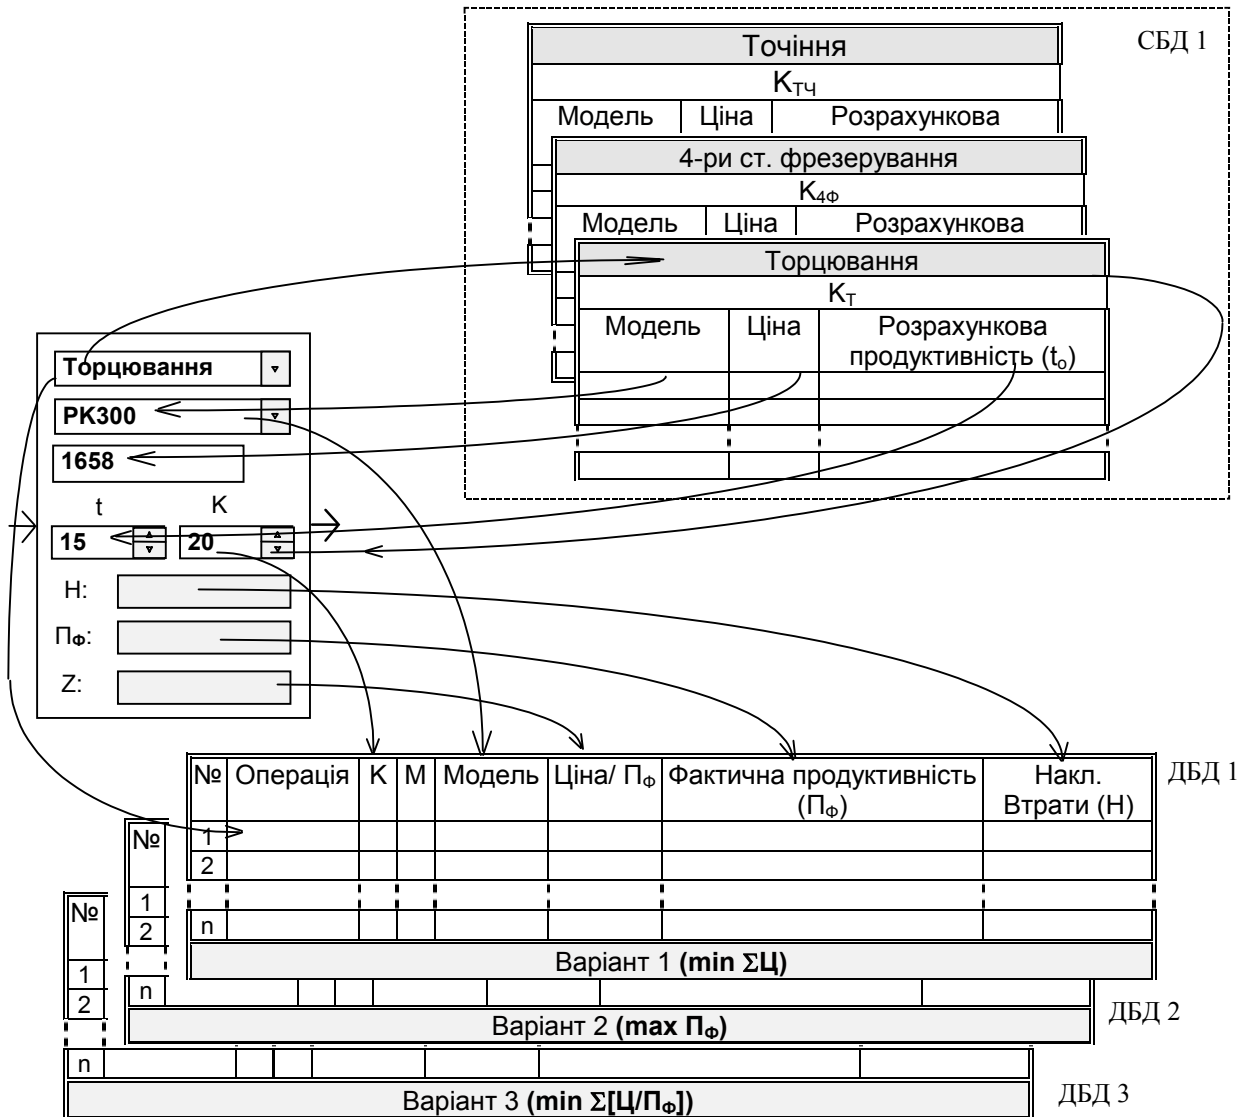 СБД 1
Точіння
KТЧ
Модель Ціна Розрахункова
4-ри ст. фрезерування
K4Ф
Модель Ціна Розрахункова
Торцювання
KТ
Модель Ціна Розрахункова
продуктивність (to)
Торцювання
PK300
1658
t K
15 20
Н:
ПФ:
Z:
№ Операція К М Модель Ціна/ ПФ Фактична продуктивність (ПФ) Накл. Втрати (Н)
ДБД 1
1
2
n
Варіант 1 (min ΣЦ)
№
1
2
n
Варіант 2 (max ПФ)
ДБД 2
№
1
2
n
Варіант 3 (min Σ[Ц/ПФ])
ДБД 3